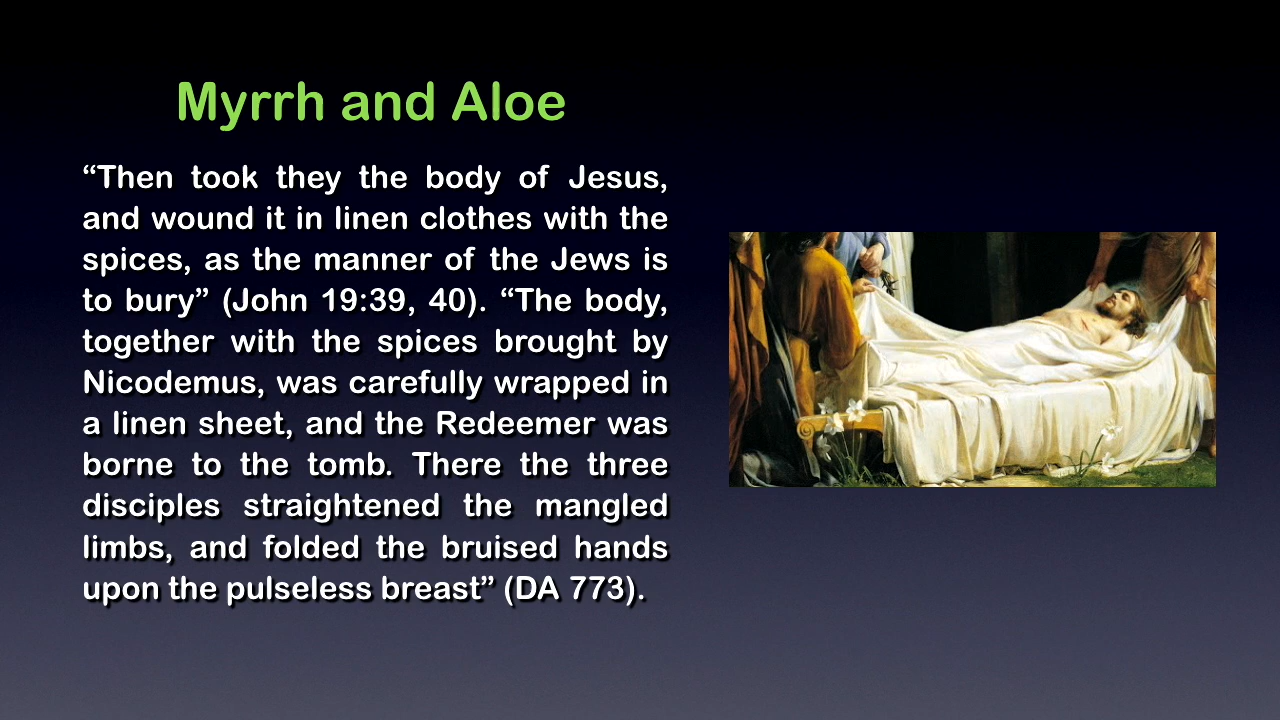 Myrrh and Aloe
“Then took they the body of Jesus,
and wound it in linen clothes with the
spices, as the manner of the Jews is
to bury” (John 19:39, 40). “The body,
together with the spices brought by
Nicodemus, was carefully wrapped in
a linen sheet, and the Redeemer was
borne to the tomb. There the three
disciples straightened the mangled
limbs, and folded the bruised hands
upon the pulseless breast” (DA 773).